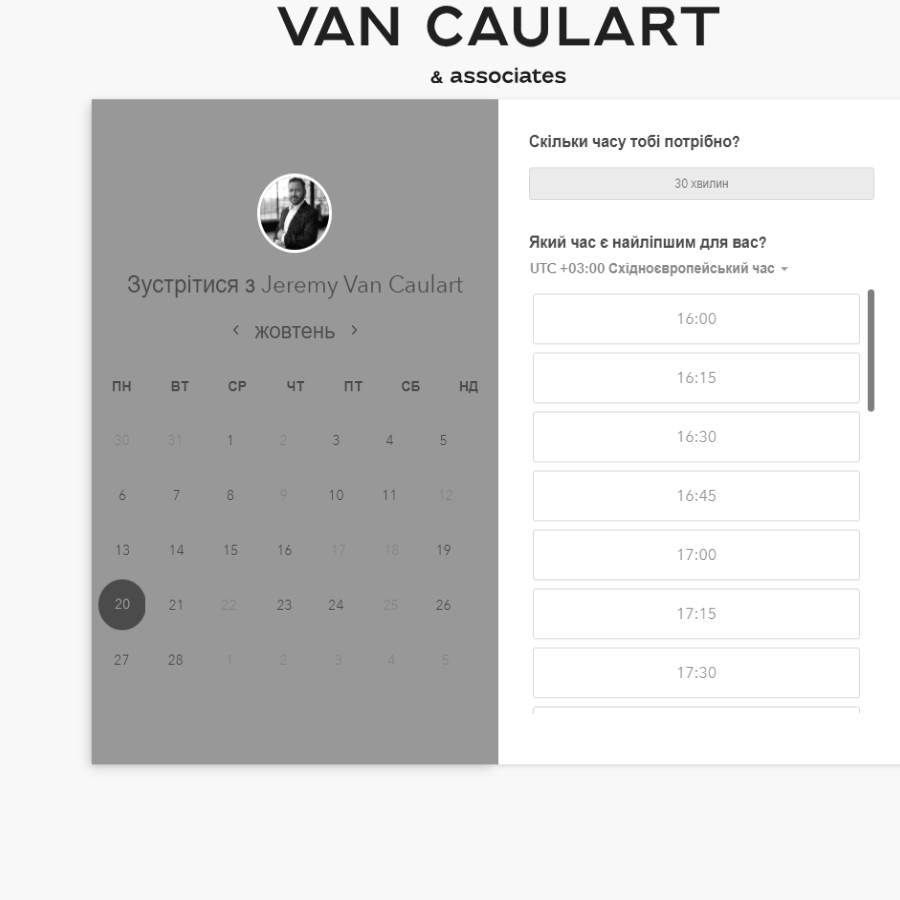 VAN CAULART
& associates
Зустрітися з Jeremy Van Caulart
жовтень
ПН ВТ СР ЧТ ПТ СБ НД
30 31 1 2 3 4 5
6 7 8 9 10 11 12
13 14 15 16 17 18 19
20 21 22 23 24 25 26
27 28 1 2 3 4 5
Скільки часу тобі потрібно?
30 хвилин
Який час є найліпшим для вас?
UTC +03:00 Східноєвропейський час
16:00
16:15
16:30
16:45
17:00
17:15
17:30